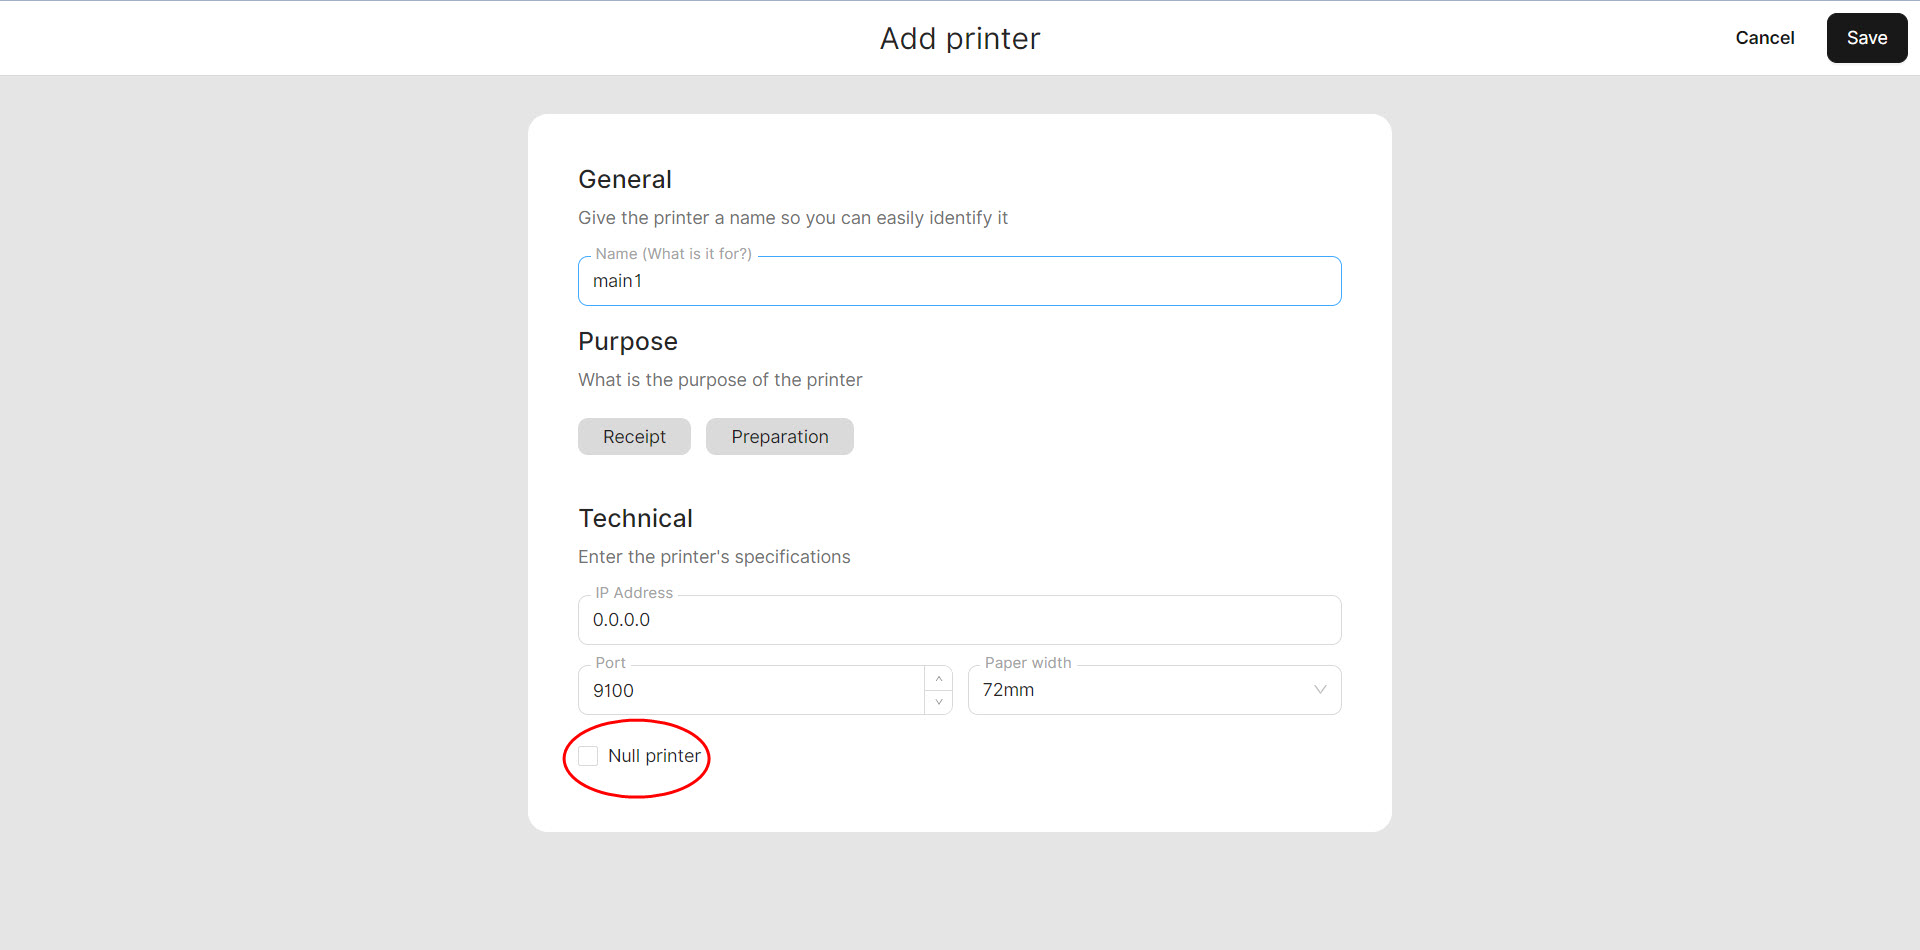 Add printer
Cancel
Save
General
Give the printer a name so you can easily identify it
Name (What is it for?)
main1
Purpose
What is the purpose of the printer
Receipt
Preparation
Technical
Enter the printer's specifications
IP Address
0.0.0.0
Port
9100
Paper width
72mm
Null printer